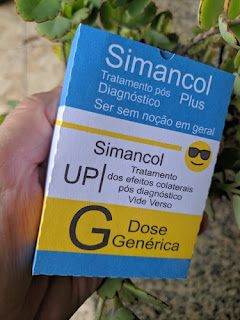 Simancol
Tratamento pós Plus
Diagnóstico
Ser sem noção em geral
Simancol
UP| Tratamento
dos efeitos colaterais
pós diagnóstico
Vide Verso
G Dose
Genérica